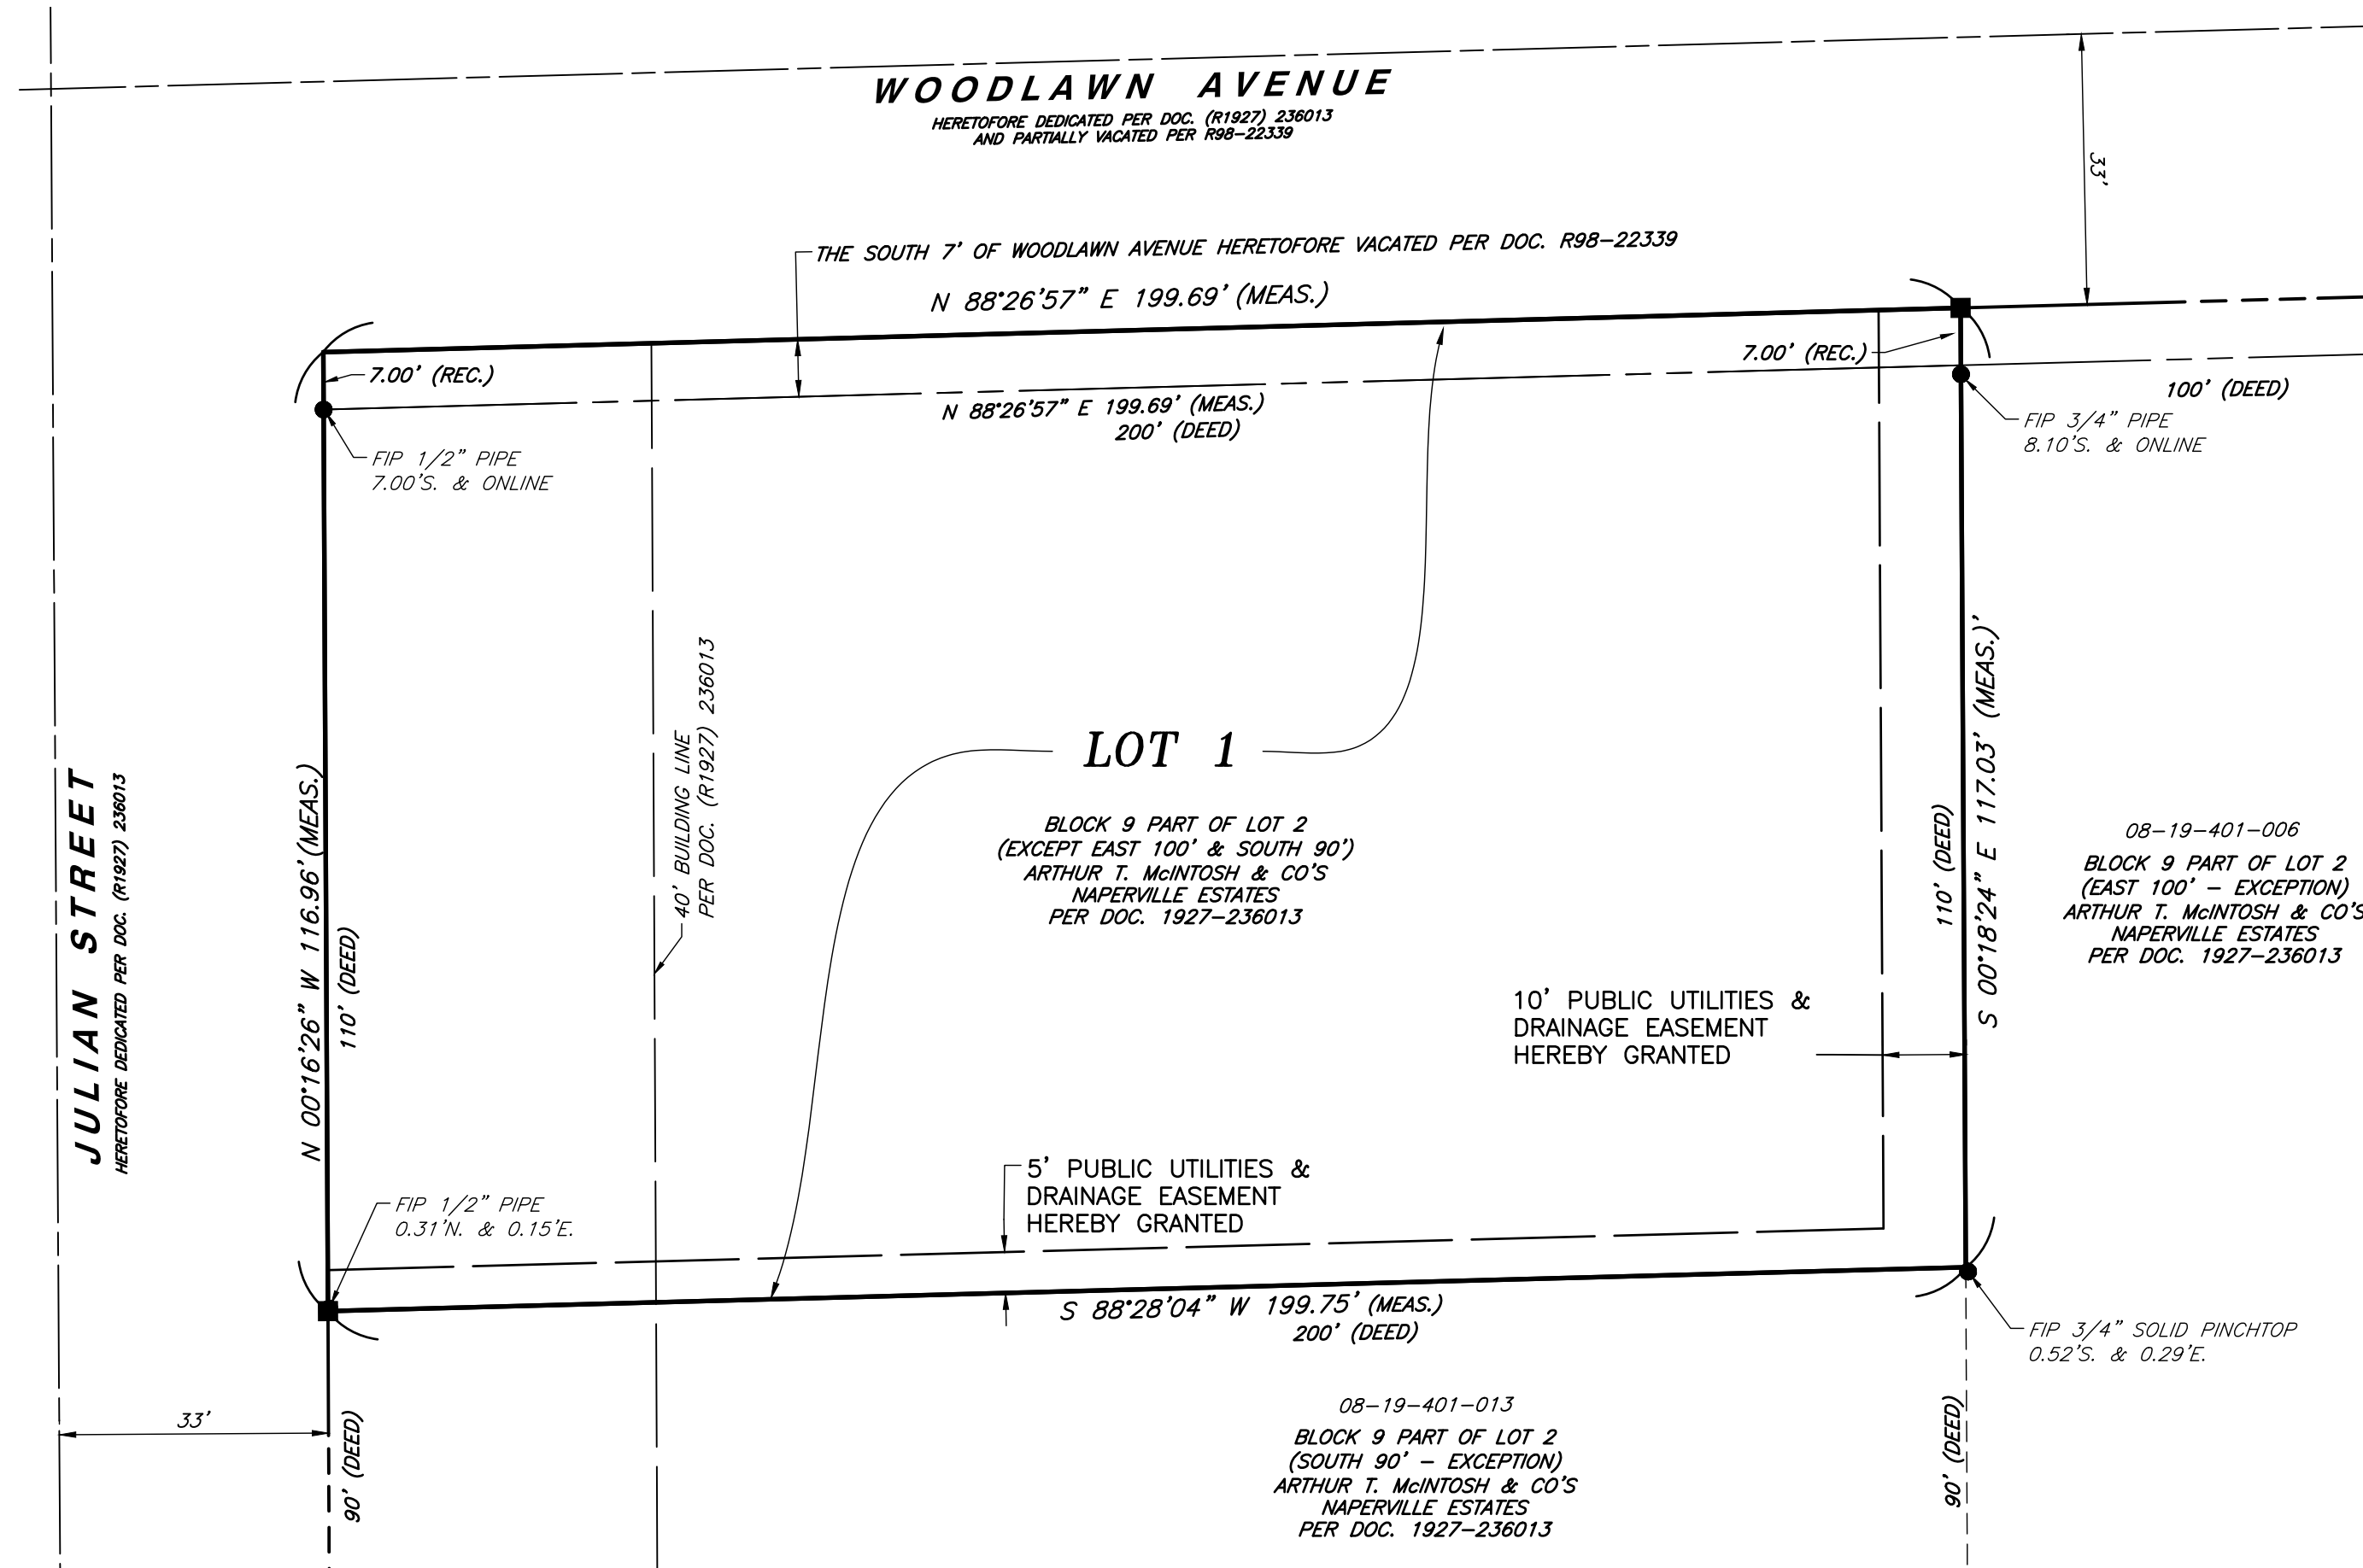 WOODLAWN AVENUE
HERETOFORE DEDICATED PER DOC. (R1927) 236013
AND PARTIALLY VACATED PER R98-22339
33'
THE SOUTH 7' OF WOODLAWN AVENUE HERETOFORE VACATED PER DOC. R98-22339
N 88°26'57" E 199.69' (MEAS.)
7.00' (REC.)
7.00' (REC.)
N 88°26'57" E 199.69' (MEAS.)
200' (DEED)
100' (DEED)
FIP 1/2" PIPE
7.00'S. & ONLINE
FIP 3/4" PIPE
8.10'S. & ONLINE
JULIAN STREET
HERETOFORE DEDICATED PER DOC. (R1927) 236013
N 00°16'26" W 116.96' (MEAS.)
110' (DEED)
40' BUILDING LINE
PER DOC. (R1927) 236013
LOT 1
BLOCK 9 PART OF LOT 2
(EXCEPT EAST 100' & SOUTH 90')
ARTHUR T. McINTOSH & CO'S
NAPERVILLE ESTATES
PER DOC. 1927-236013
110' (DEED)
S 00°18'24" E 117.03' (MEAS.)'
08-19-401-006
BLOCK 9 PART OF LOT 2
(EAST 100' - EXCEPTION)
ARTHUR T. McINTOSH & CO'S
NAPERVILLE ESTATES
PER DOC. 1927-236013
10' PUBLIC UTILITIES &
DRAINAGE EASEMENT
HEREBY GRANTED
5' PUBLIC UTILITIES &
DRAINAGE EASEMENT
HEREBY GRANTED
FIP 1/2" PIPE
0.31'N. & 0.15'E.
S 88°28'04" W 199.75' (MEAS.)
200' (DEED)
FIP 3/4" SOLID PINCHTOP
0.52'S. & 0.29'E.
33'
90' (DEED)
08-19-401-013
BLOCK 9 PART OF LOT 2
(SOUTH 90' - EXCEPTION)
ARTHUR T. McINTOSH & CO'S
NAPERVILLE ESTATES
PER DOC. 1927-236013
90' (DEED)